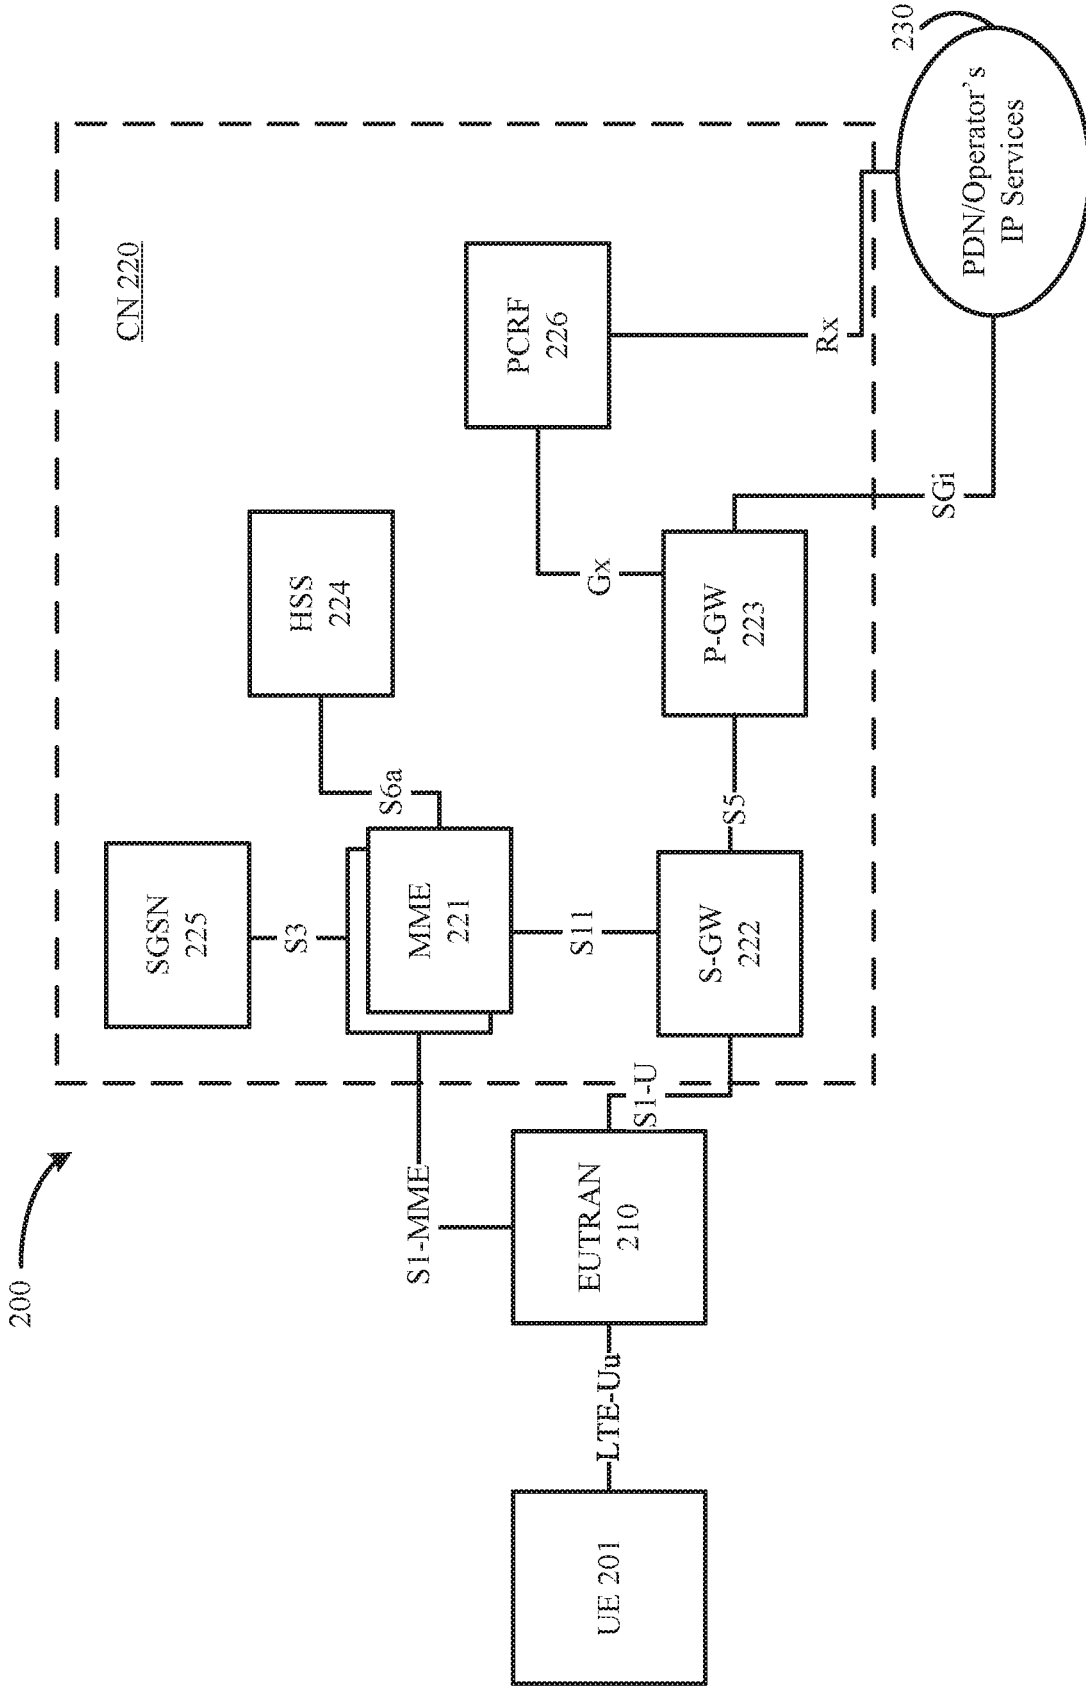 200
CN 220
SGSN
225
S3
HSS
224
S6a
MME
221
S1-MME
S11
PCRF
226
Gx
Rx
UE 201
LTE-Uu
EUTRAN
210
S1-U
S-GW
222
S5
P-GW
223
SGi
230
PDN/Operator's
IP Services